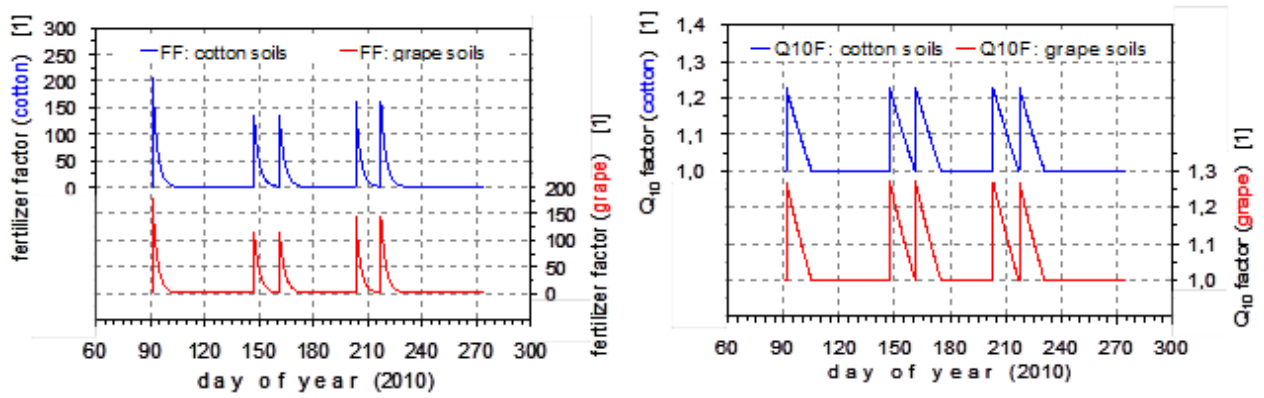 fertilizer factor (cotton) [1]
300
250
200
150
100
50
0
FF: cotton soils
FF: grape soils
200
150
100
50
0
fertilizer factor (grape) [1]
60 90 120 150 180 210 240 270 300
day of year (2010)
Q10 factor (cotton) [1]
1,4
1,3
1,2
1,1
1,0
Q10F: cotton soils
Q10F: grape soils
1,3
1,2
1,1
1,0
Q10 factor (grape) [1]
60 90 120 150 180 210 240 270 300
day of year (2010)